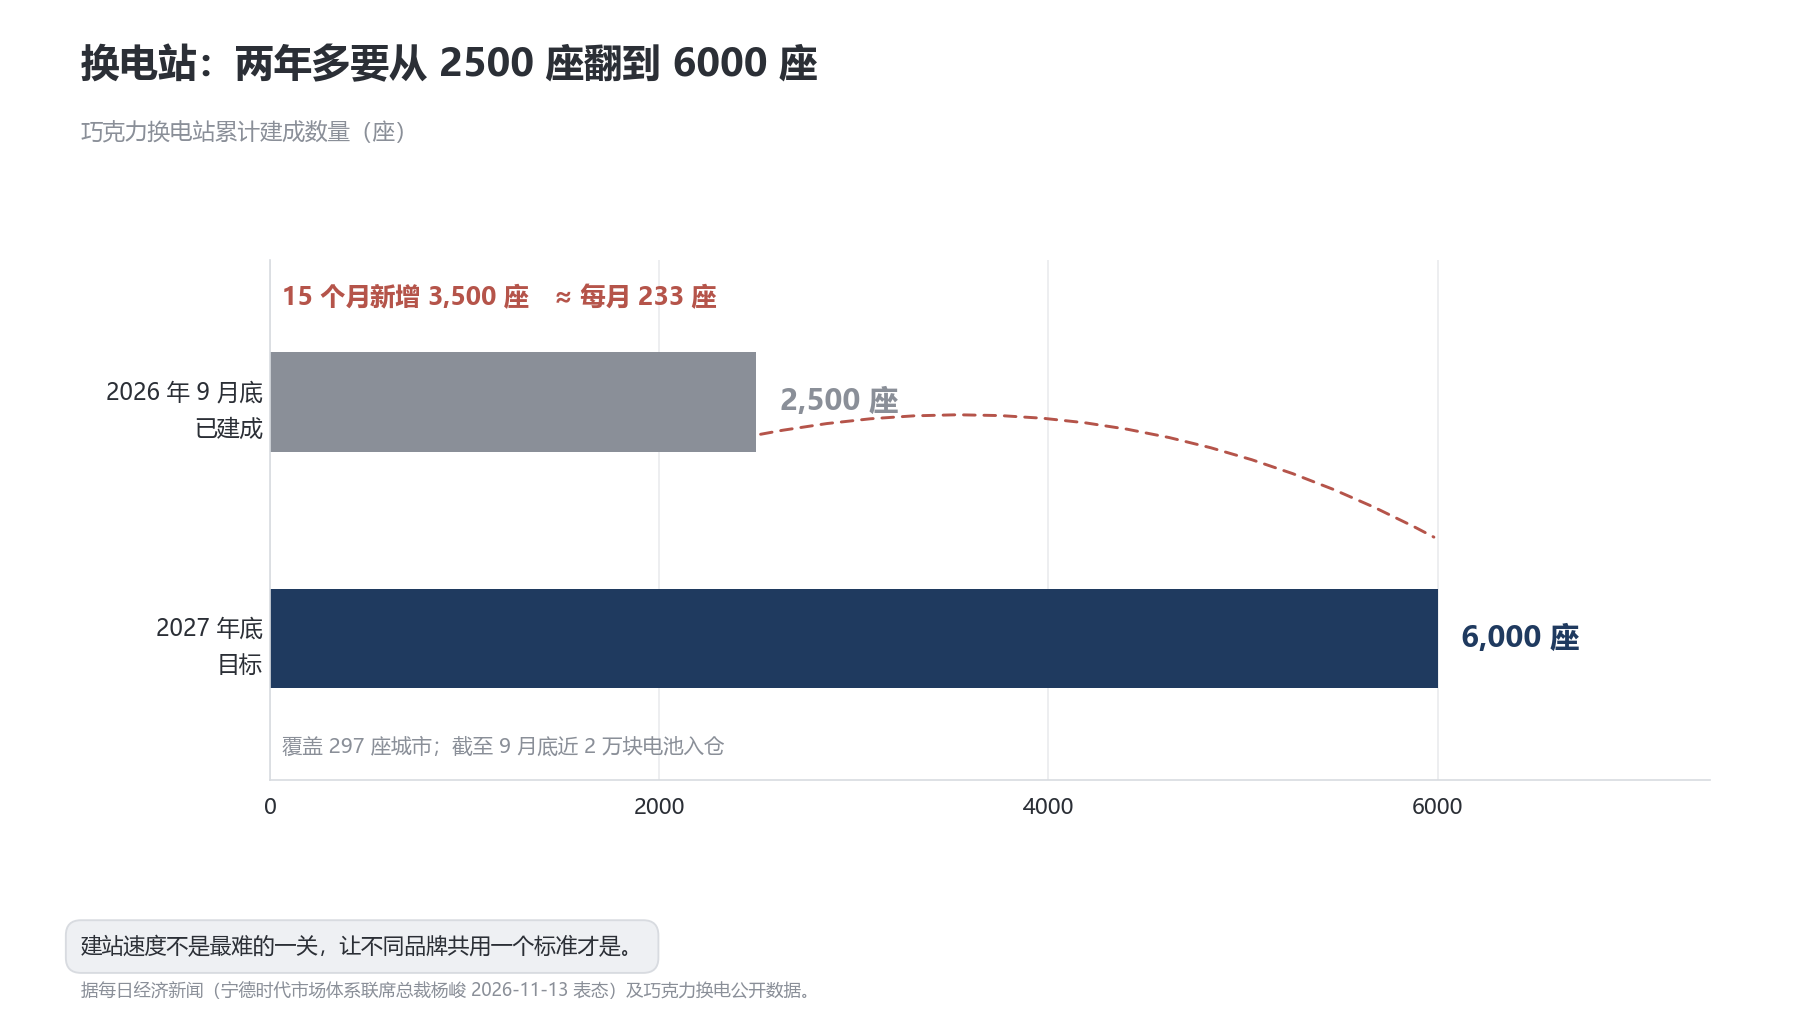 换电站：两年多要从 2500 座翻到 6000 座
巧克力换电站累计建成数量（座）
15 个月新增 3,500 座 ≈ 每月 233 座
2026 年 9 月底
已建成
2,500 座
2027 年底
目标
6,000 座
覆盖 297 座城市；截至 9 月底近 2 万块电池入仓
0 2000 4000 6000
建站速度不是最难的一关，让不同品牌共用一个标准才是。
据每日经济新闻（宁德时代市场体系联席总裁杨峻 2026-11-13 表态）及巧克力换电公开数据。